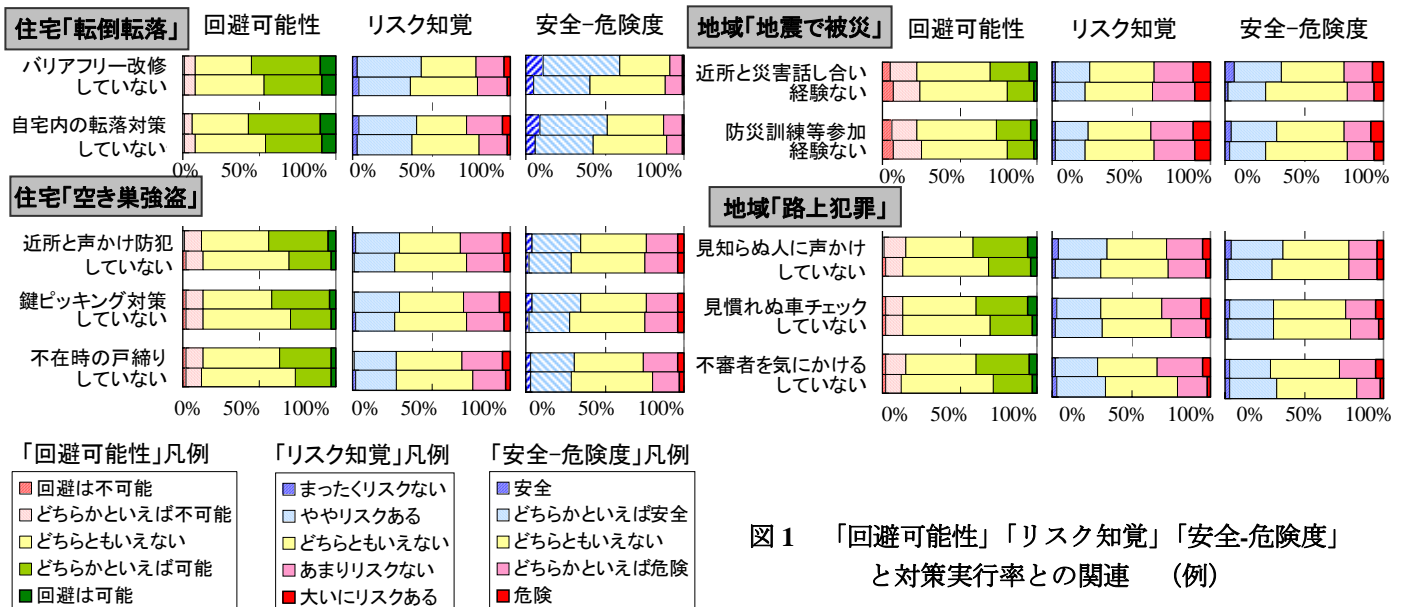 住宅「転倒転落」 回避可能性 リスク知覚 安全−危険度
バリアフリー改修
していない
自宅内の転落対策
していない
0% 50% 100% 0% 50% 100% 0% 50% 100%
住宅「空き巣強盗」
近所と声かけ防犯
していない
鍵ピッキング対策
していない
不在時の戸締り
していない
0% 50% 100% 0% 50% 100% 0% 50% 100%
地域「地震で被災」 回避可能性 リスク知覚 安全−危険度
近所と災害話し合い
経験ない
防災訓練等参加
経験ない
0% 50% 100% 0% 50% 100% 0% 50% 100%
地域「路上犯罪」
見知らぬ人に声かけ
していない
見慣れぬ車チェック
していない
不審者を気にかける
していない
0% 50% 100% 0% 50% 100% 0% 50% 100%
「回避可能性」凡例
回避は不可能
どちらかといえば不可能
どちらともいえない
どちらかといえば可能
回避は可能
「リスク知覚」凡例
まったくリスクない
ややリスクある
どちらともいえない
あまりリスクない
大いにリスクある
「安全−危険度」凡例
安全
どちらかといえば安全
どちらともいえない
どちらかといえば危険
危険
図1 「回避可能性」「リスク知覚」「安全-危険度」
と対策実行率との関連 （例）